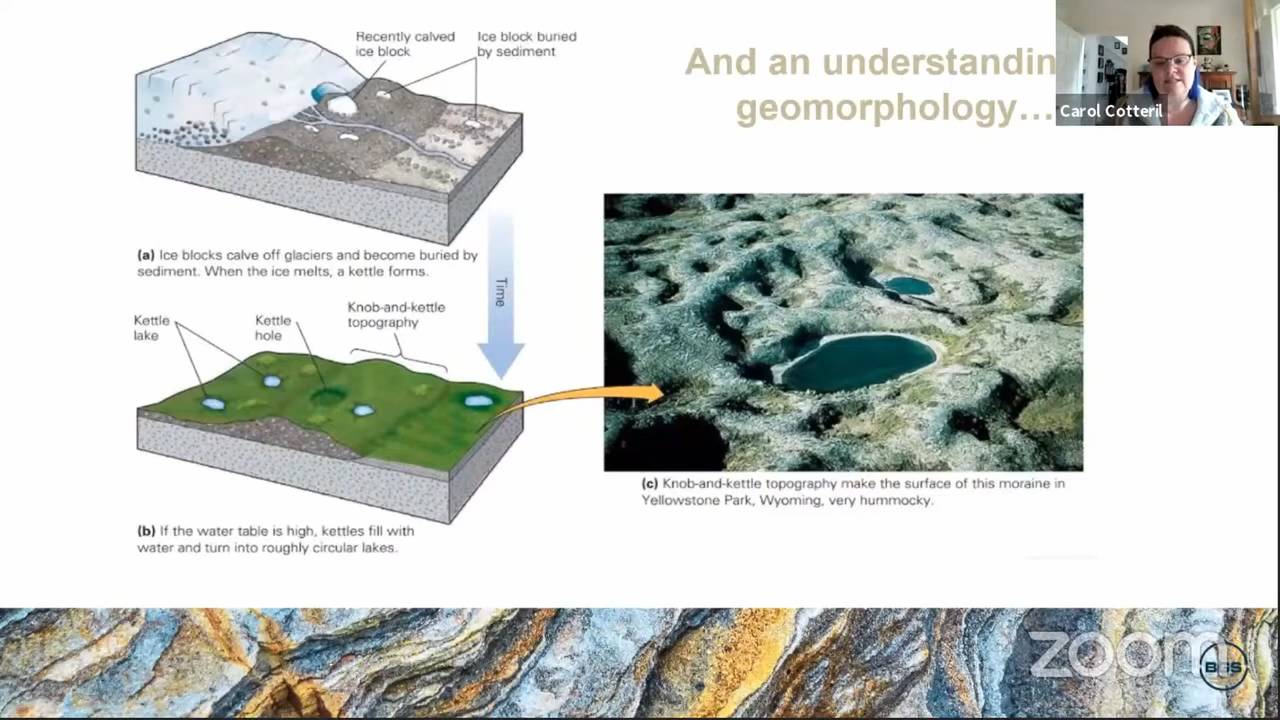 Recently calved
ice block
Ice block buried
by sediment
And an understandin
geomorphology…
Carol Cotteril
(a) Ice blocks calve off glaciers and become buried by
sediment. When the ice melts, a kettle forms.
Time
Kettle
lake
Kettle
hole
Knob-and-kettle
topography
(b) If the water table is high, kettles fill with
water and turn into roughly circular lakes.
(c) Knob-and-kettle topography make the surface of this moraine in
Yellowstone Park, Wyoming, very hummocky.
zoom